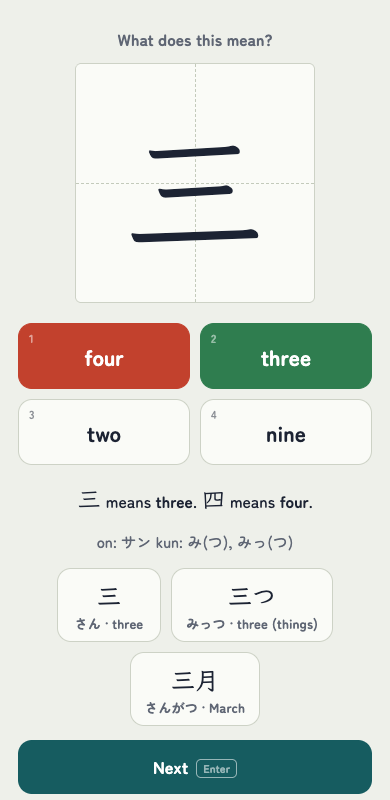 What does this mean?
三
1
four
2
three
3
two
4
nine
三 means three. 四 means four.
on: サン kun: み(つ), みっ(つ)
三
さん · three
三つ
みっつ · three (things)
三月
さんがつ · March
Next Enter